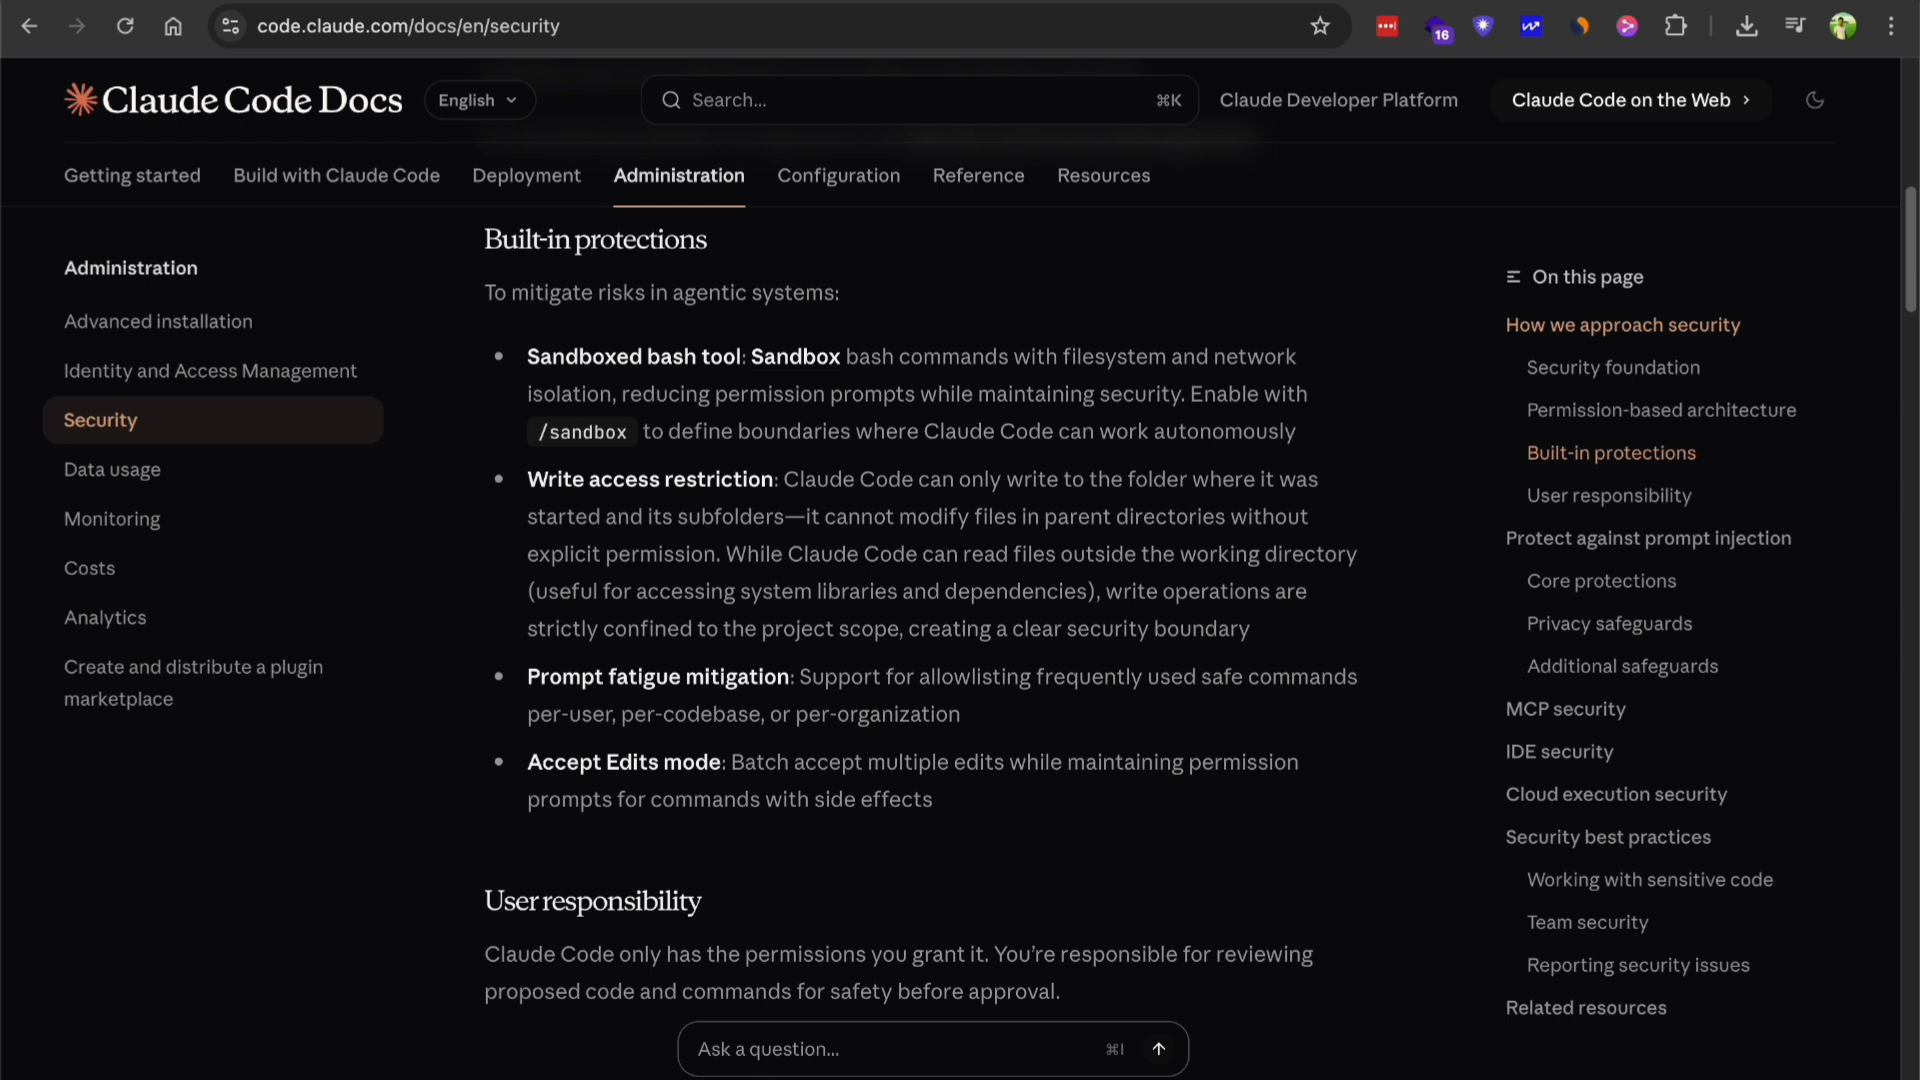 code.claude.com/docs/en/security
16
Claude Code Docs
English
Search...
⌘K
Claude Developer Platform
Claude Code on the Web
Getting started
Build with Claude Code
Deployment
Administration
Configuration
Reference
Resources
Administration
Advanced installation
Identity and Access Management
Security
Data usage
Monitoring
Costs
Analytics
Create and distribute a plugin
marketplace
Built-in protections
To mitigate risks in agentic systems:
• Sandboxed bash tool: Sandbox bash commands with filesystem and network
isolation, reducing permission prompts while maintaining security. Enable with
/sandbox to define boundaries where Claude Code can work autonomously
• Write access restriction: Claude Code can only write to the folder where it was
started and its subfolders—it cannot modify files in parent directories without
explicit permission. While Claude Code can read files outside the working directory
(useful for accessing system libraries and dependencies), write operations are
strictly confined to the project scope, creating a clear security boundary
• Prompt fatigue mitigation: Support for allowlisting frequently used safe commands
per-user, per-codebase, or per-organization
• Accept Edits mode: Batch accept multiple edits while maintaining permission
prompts for commands with side effects
User responsibility
Claude Code only has the permissions you grant it. You’re responsible for reviewing
proposed code and commands for safety before approval.
Ask a question...
⌘I
On this page
How we approach security
Security foundation
Permission-based architecture
Built-in protections
User responsibility
Protect against prompt injection
Core protections
Privacy safeguards
Additional safeguards
MCP security
IDE security
Cloud execution security
Security best practices
Working with sensitive code
Team security
Reporting security issues
Related resources